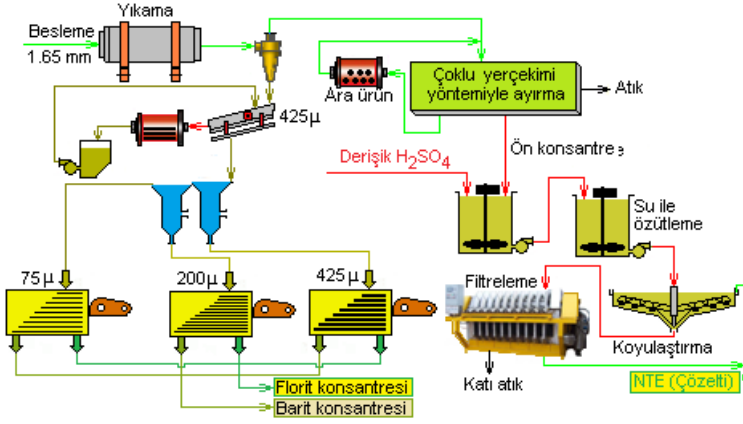 Yıkama
Besleme
1.65 mm
425µ
Ara ürün
Çoklu yerçekimi
yöntemiyle ayırma
Atık
Ön konsantre
Derişik H₂SO₄
Su ile
özütleme
75µ
200µ
425µ
Filtreleme
Koyulaştırma
Katı atık
NTE (Çözelti)
Florit konsantresi
Barit konsantresi